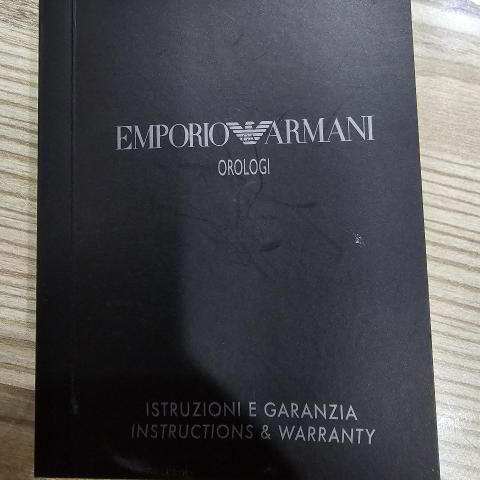 EMPORIO ARMANI
OROLOGI
ISTRUZIONI E GARANZIA
INSTRUCTIONS & WARRANTY